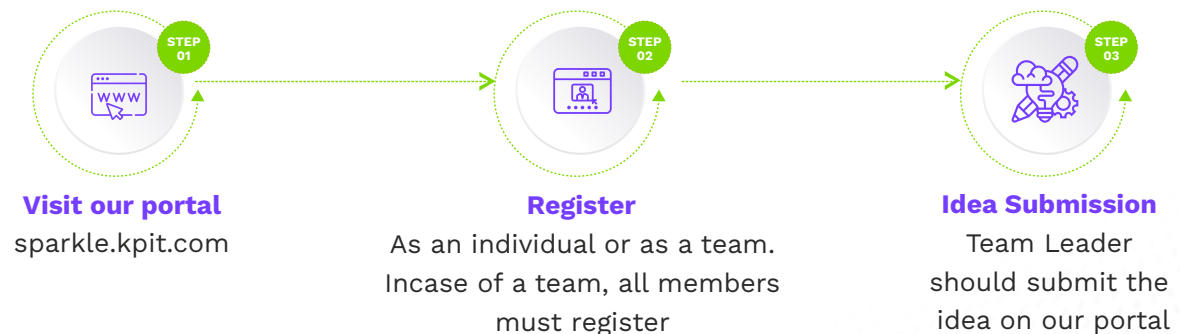 STEP
01
WWW
Visit our portal
sparkle.kpit.com
STEP
02
Register
As an individual or as a team.
Incase of a team, all members
must register
STEP
03
Idea Submission
Team Leader
should submit the
idea on our portal